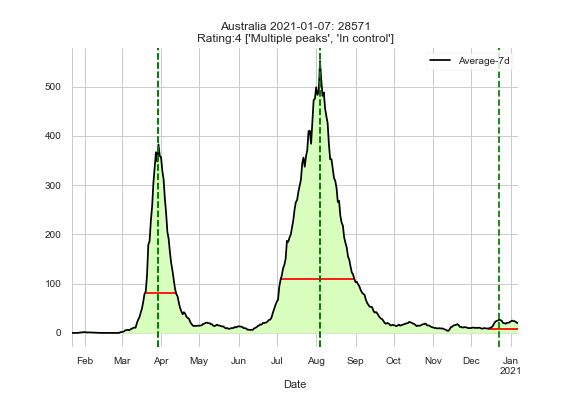 Australia 2021-01-07: 28571
Rating:4 ['Multiple peaks', 'In control']
Average-7d
500
400
300
200
100
0
Feb Mar Apr May Jun Jul Aug Sep Oct Nov Dec Jan
2021
Date